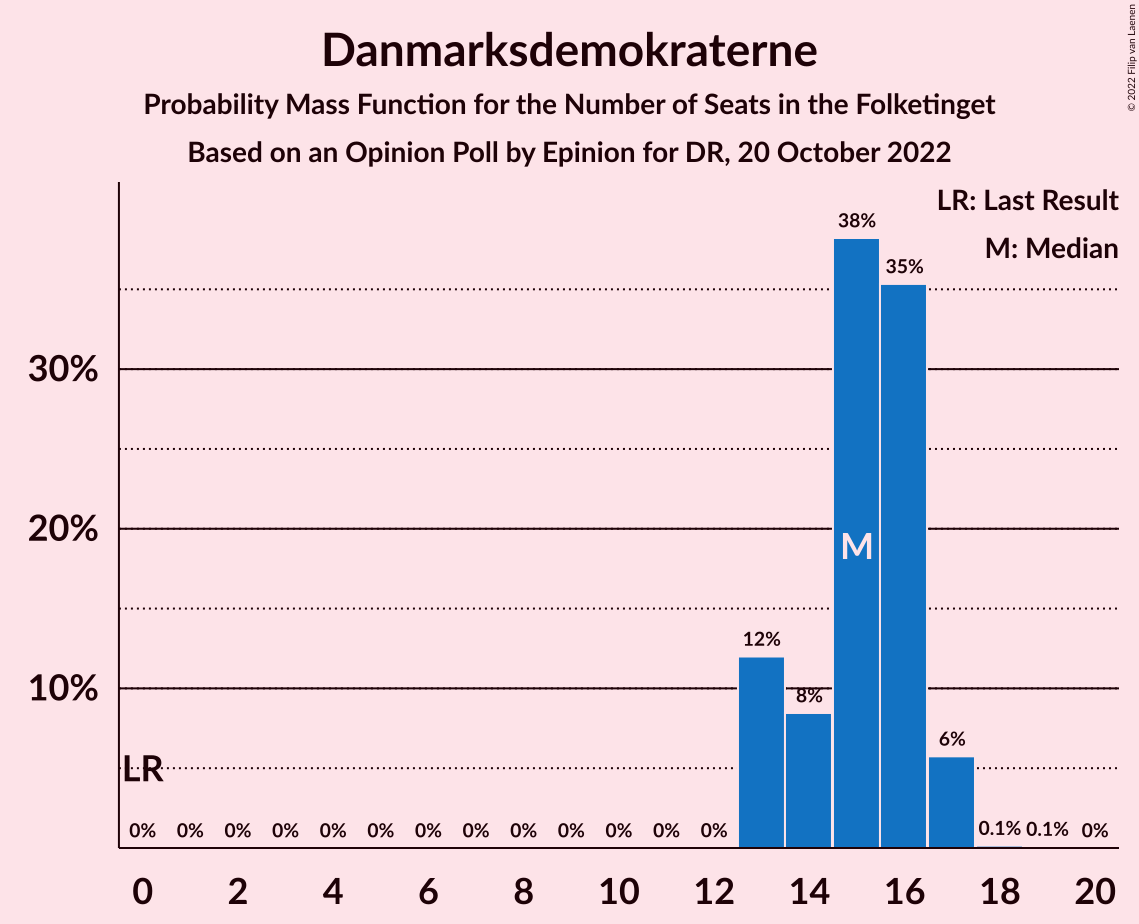 Danmarksdemokraterne
Probability Mass Function for the Number of Seats in the Folketinget
Based on an Opinion Poll by Epinion for DR, 20 October 2022
© 2022 Filip van Laenen
LR: Last Result
M: Median
38%
35%
30%
20%
M
12%
10%
8%
6%
LR
0% 0% 0% 0% 0% 0% 0% 0% 0% 0% 0% 0% 0% 0.1% 0.1% 0%
0 2 4 6 8 10 12 14 16 18 20